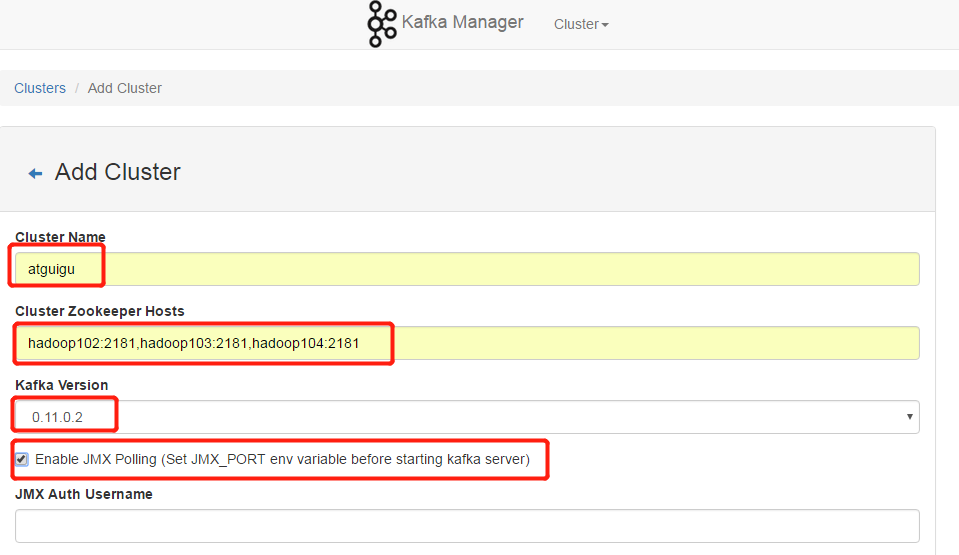 Kafka Manager Cluster
Clusters / Add Cluster
Add Cluster
Cluster Name
atguigu
Cluster Zookeeper Hosts
hadoop102:2181,hadoop103:2181,hadoop104:2181
Kafka Version
0.11.0.2
Enable JMX Polling (Set JMX_PORT env variable before starting kafka server)
JMX Auth Username